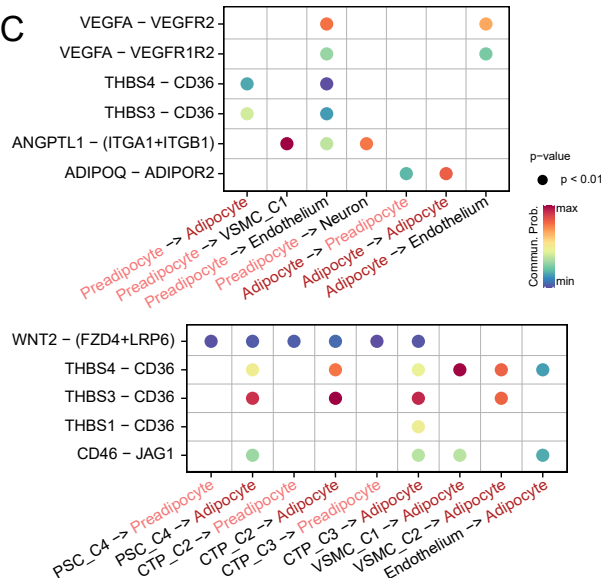 C
VEGFA − VEGFR2
VEGFA − VEGFR1R2
THBS4 − CD36
THBS3 − CD36
ANGPTL1 − (ITGA1+ITGB1)
ADIPOQ − ADIPOR2
Preadipocyte -> Adipocyte
Preadipocyte -> VSMC_C1
Preadipocyte -> Endothelium
Preadipocyte -> Neuron
Adipocyte -> Preadipocyte
Adipocyte -> Adipocyte
Adipocyte -> Endothelium
p−value
p < 0.01
Commun. Prob.
max
min
WNT2 − (FZD4+LRP6)
THBS4 − CD36
THBS3 − CD36
THBS1 − CD36
CD46 − JAG1
PSC_C4 -> Preadipocyte
PSC_C4 -> Adipocyte
CTP_C2 -> Preadipocyte
CTP_C2 -> Adipocyte
CTP_C3 -> Preadipocyte
CTP_C3 -> Adipocyte
VSMC_C1 -> Adipocyte
VSMC_C2 -> Adipocyte
Endothelium -> Adipocyte